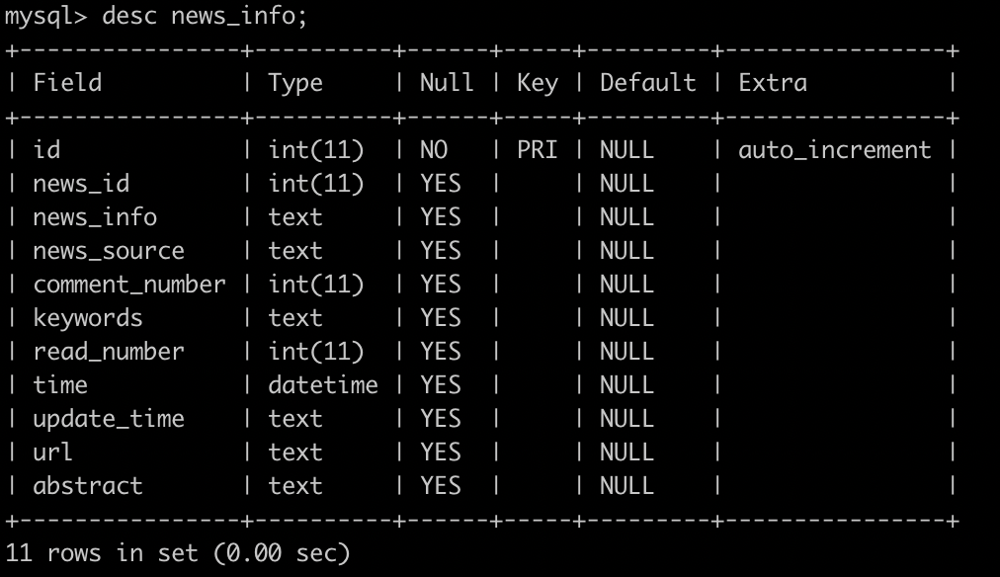 mysql> desc news_info;
+----------------+----------+------+-----+---------+----------------+
| Field          | Type     | Null | Key | Default | Extra          |
+----------------+----------+------+-----+---------+----------------+
| id             | int(11)  | NO   | PRI | NULL    | auto_increment |
| news_id        | int(11)  | YES  |     | NULL    |                |
| news_info      | text     | YES  |     | NULL    |                |
| news_source    | text     | YES  |     | NULL    |                |
| comment_number | int(11)  | YES  |     | NULL    |                |
| keywords       | text     | YES  |     | NULL    |                |
| read_number    | int(11)  | YES  |     | NULL    |                |
| time           | datetime | YES  |     | NULL    |                |
| update_time    | text     | YES  |     | NULL    |                |
| url            | text     | YES  |     | NULL    |                |
| abstract       | text     | YES  |     | NULL    |                |
+----------------+----------+------+-----+---------+----------------+
11 rows in set (0.00 sec)